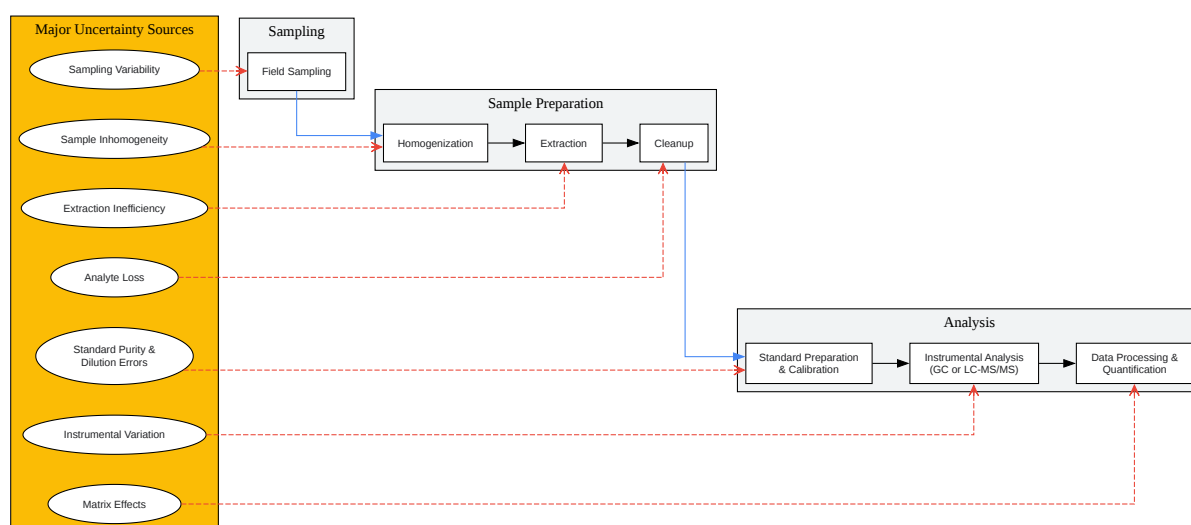 Major Uncertainty Sources
Sampling Variability
Sample Inhomogeneity
Extraction Inefficiency
Analyte Loss
Standard Purity &
Dilution Errors
Instrumental Variation
Matrix Effects
Sampling
Field Sampling
Sample Preparation
Homogenization
Extraction
Cleanup
Analysis
Standard Preparation
& Calibration
Instrumental Analysis
(GC or LC-MS/MS)
Data Processing &
Quantification